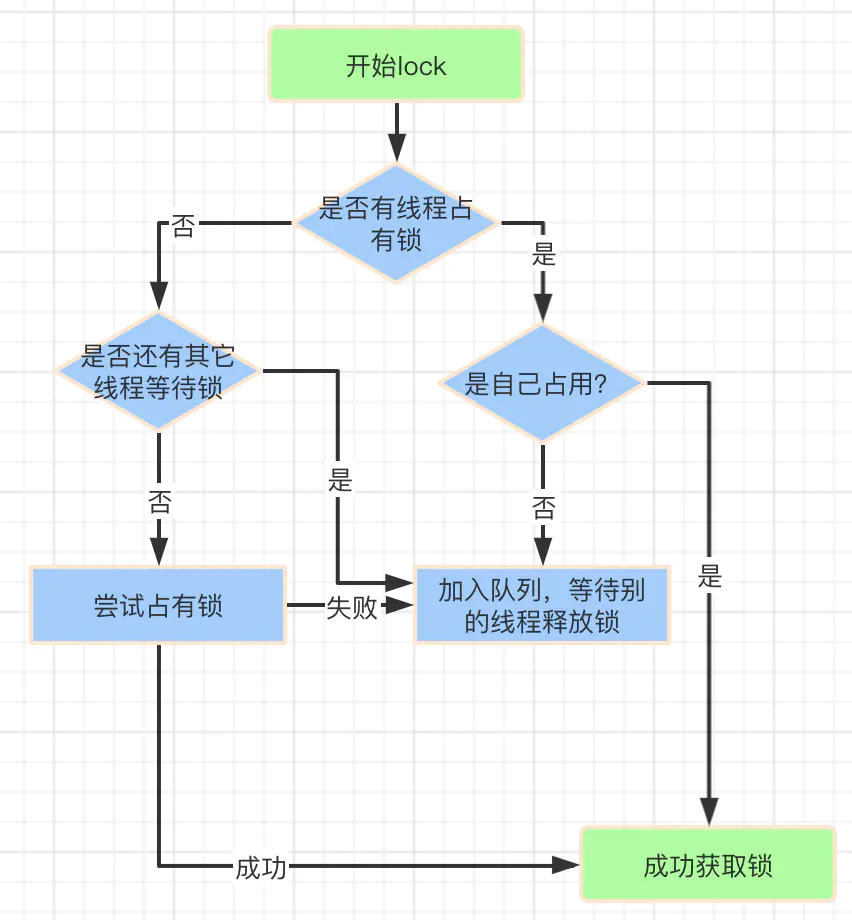 开始lock
是否有线程占
有锁
否
是
是否还有其它
线程等待锁
是自己占用?
是
否
否
是
尝试占有锁
失败
加入队列，等待别
的线程释放锁
成功
成功获取锁